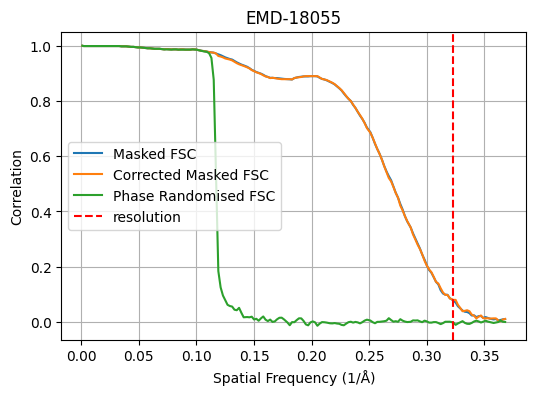 EMD-18055
1.0
0.8
0.6
0.4
0.2
0.0
Correlation
Masked FSC
Corrected Masked FSC
Phase Randomised FSC
resolution
0.00 0.05 0.10 0.15 0.20 0.25 0.30 0.35
Spatial Frequency (1/Å)